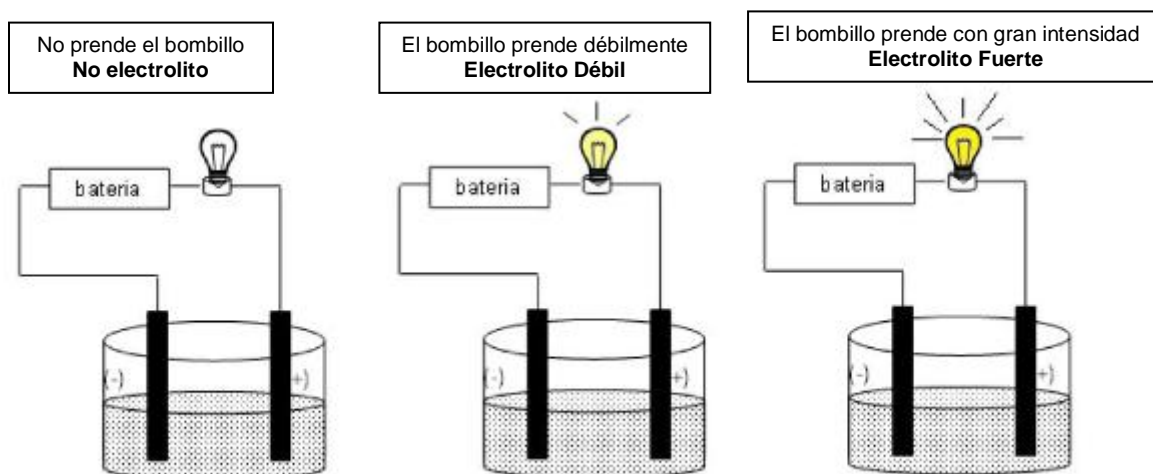 No prende el bombillo
No electrolito
El bombillo prende débilmente
Electrolito Débil
El bombillo prende con gran intensidad
Electrolito Fuerte
bateria
bateria
bateria
(-)
+)
(-)
+)
(-)
+)